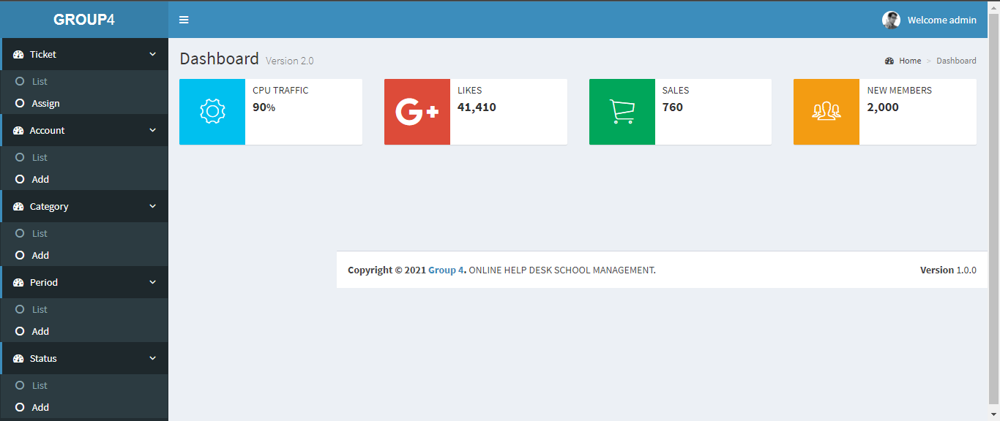 GROUP4
Welcome admin
Ticket
List
Assign
Account
List
Add
Category
List
Add
Period
List
Add
Status
List
Add
Dashboard Version 2.0
Home > Dashboard
CPU TRAFFIC
90%
G+
LIKES
41,410
SALES
760
NEW MEMBERS
2,000
Copyright © 2021 Group 4. ONLINE HELP DESK SCHOOL MANAGEMENT.
Version 1.0.0